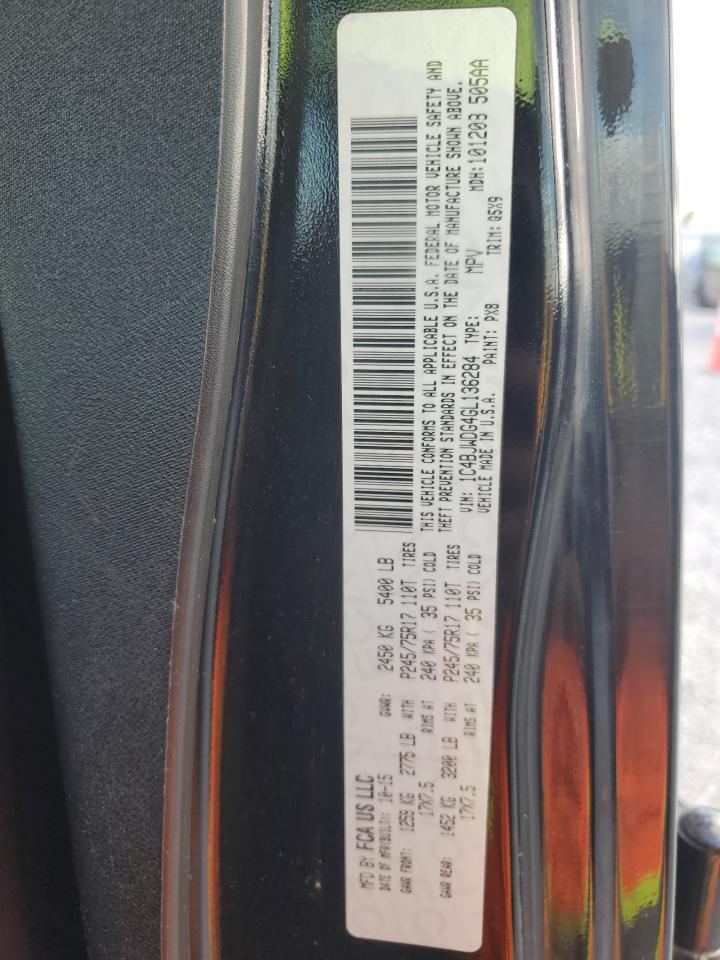 MFD BY FCA US LLC
DATE OF MFR(BUILT): 10-15 GVWR: 2450 KG 5400 LB
GAWR FRONT: 1259 KG 2775 LB WITH P245/75R17 110T TIRES
17X7.5 RIMS AT 240 KPA ( 35 PSI) COLD
GAWR REAR: 1452 KG 3200 LB WITH P245/75R17 110T TIRES
17X7.5 RIMS AT 240 KPA ( 35 PSI) COLD
THIS VEHICLE CONFORMS TO ALL APPLICABLE U.S.A. FEDERAL MOTOR VEHICLE SAFETY AND
THEFT PREVENTION STANDARDS IN EFFECT ON THE DATE OF MANUFACTURE SHOWN ABOVE.
VIN: 1C4BJWDG4GL136284 TYPE: MPV MDH:101203 505AA
VEHICLE MADE IN U.S.A. PAINT: PX8 TRIM: Q5X9